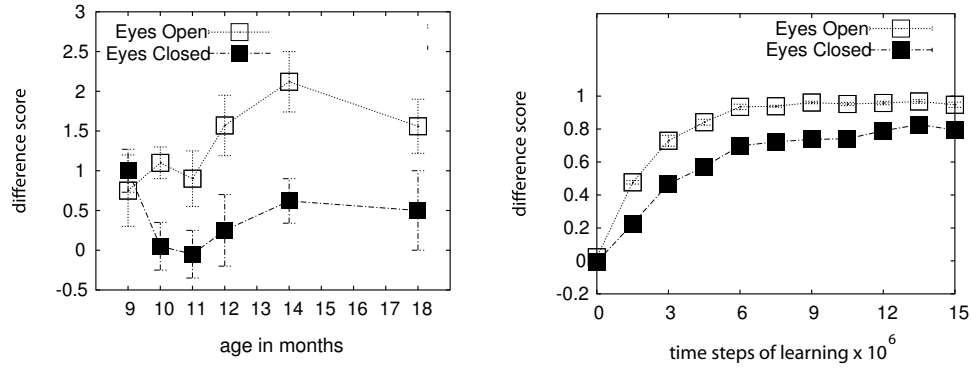 3
2.5
2
1.5
1
0.5
0
-0.5
Eyes Open
Eyes Closed
difference score
9 10 11 12 13 14 15 16 17 18
age in months
1
0.8
0.6
0.4
0.2
0
-0.2
Eyes Open
Eyes Closed
difference score
0 3 6 9 12 15
time steps of learning x 10^6